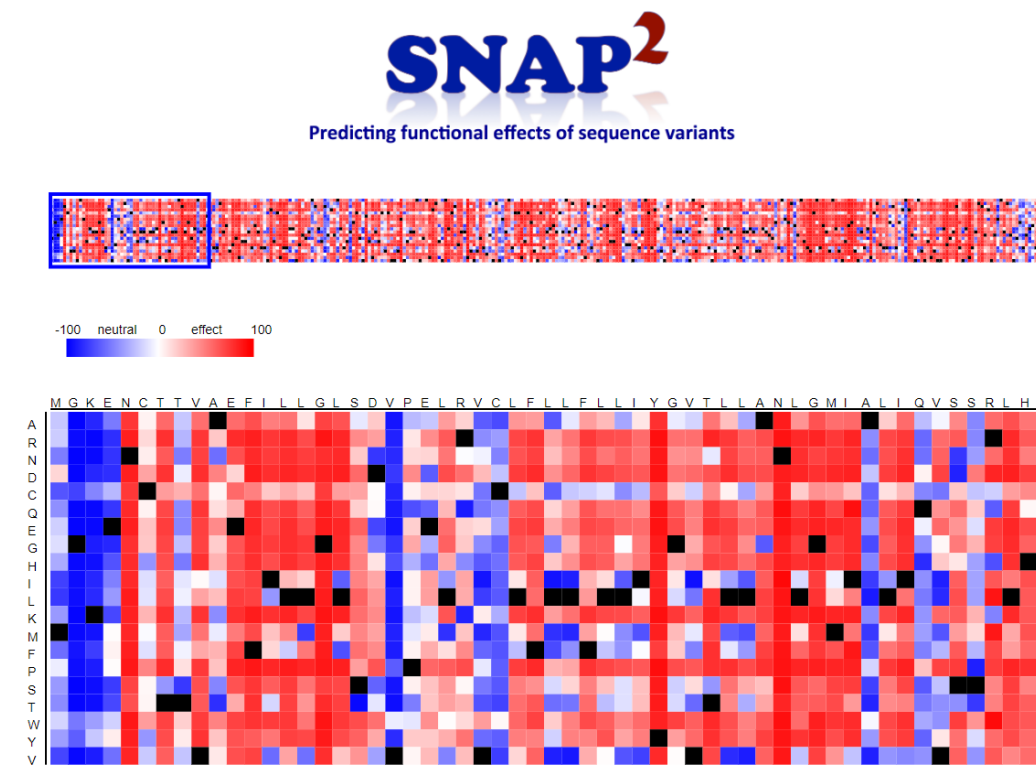 SNAP2
Predicting functional effects of sequence variants
-100 neutral 0 effect 100
M G K E N C T T V A E F I L L G L S D V P E L R V C L F L L F L L I Y G V T L L A N L G M I A L I Q V S S R L H
A
R
N
D
C
Q
E
G
H
I
L
K
M
F
P
S
T
W
Y
V